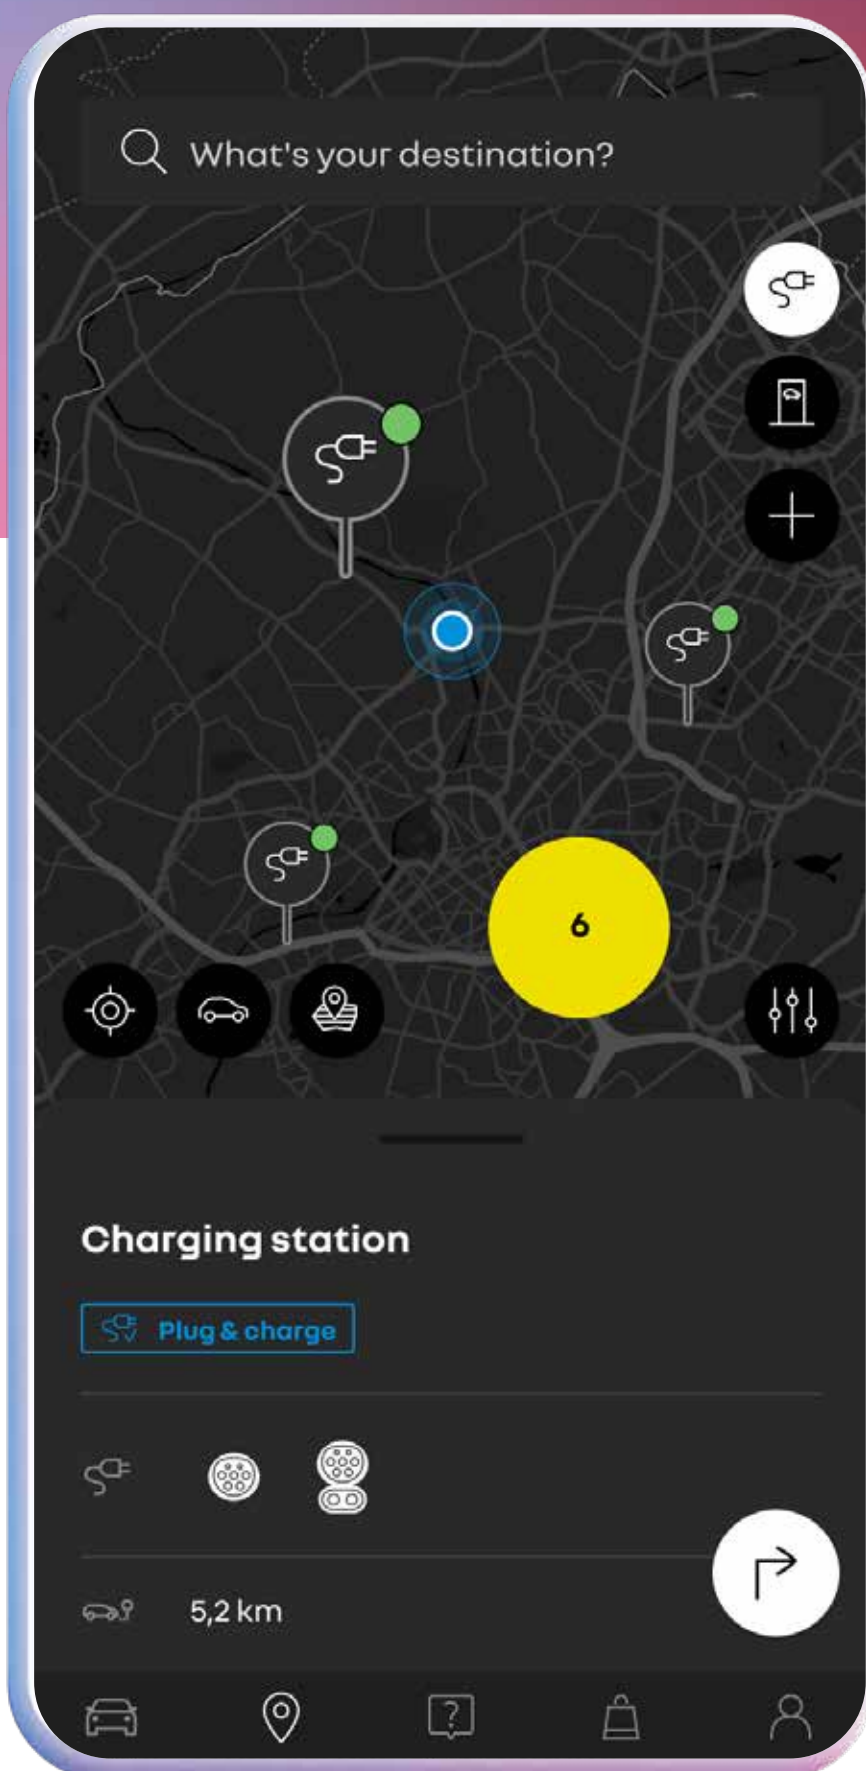 What's your destination?
6
Charging station
Plug & charge
5,2 km